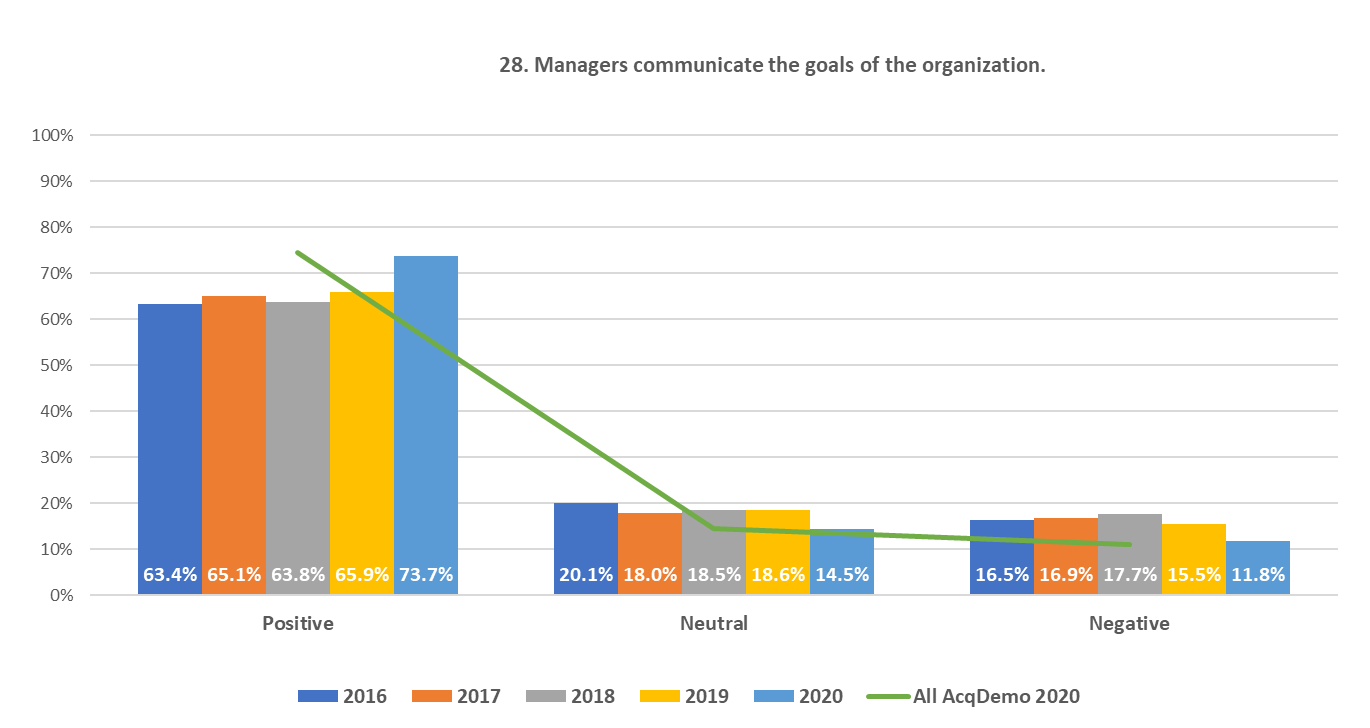 28. Managers communicate the goals of the organization.
100%
90%
80%
70%
60%
50%
40%
30%
20%
10%
0%
63.4% 65.1% 63.8% 65.9% 73.7% 20.1% 18.0% 18.5% 18.6% 14.5% 16.5% 16.9% 17.7% 15.5% 11.8%
Positive Neutral Negative
2016 2017 2018 2019 2020 All AcqDemo 2020